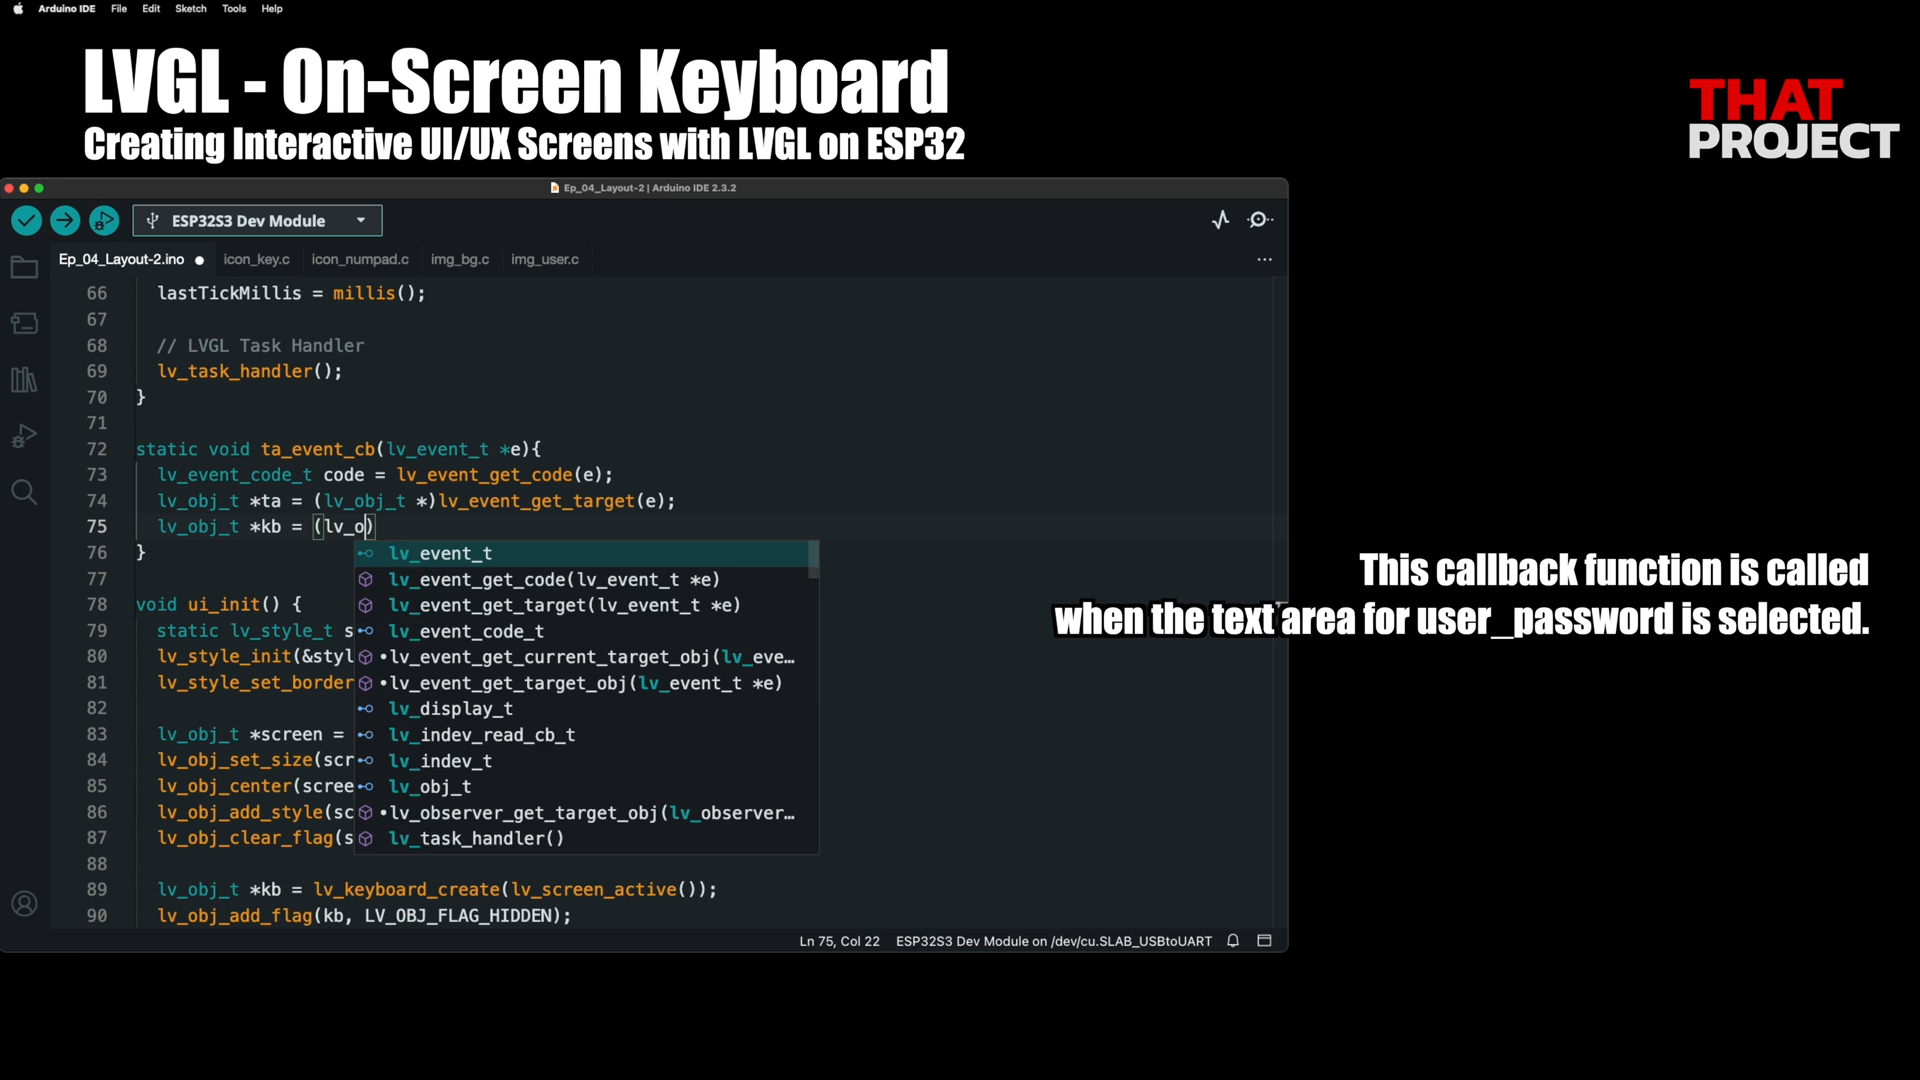 Arduino IDE File Edit Sketch Tools Help
LVGL - On-Screen Keyboard
Creating Interactive UI/UX Screens with LVGL on ESP32
THAT
PROJECT
Ep_04_Layout-2 | Arduino IDE 2.3.2
ESP32S3 Dev Module
Ep_04_Layout-2.ino icon_key.c icon_numpad.c img_bg.c img_user.c ...
66 lastTickMillis = millis();
67
68 // LVGL Task Handler
69 lv_task_handler();
70 }
71
72 static void ta_event_cb(lv_event_t *e){
73 lv_event_code_t code = lv_event_get_code(e);
74 lv_obj_t *ta = (lv_obj_t *)lv_event_get_target(e);
75 lv_obj_t *kb = (lv_o)
76 }
77
78 void ui_init() {
79 static lv_style_t s
80 lv_style_init(&styl
81 lv_style_set_border
82
83 lv_obj_t *screen =
84 lv_obj_set_size(scr
85 lv_obj_center(scree
86 lv_obj_add_style(sc
87 lv_obj_clear_flag(s
88
89 lv_obj_t *kb = lv_keyboard_create(lv_screen_active());
90 lv_obj_add_flag(kb, LV_OBJ_FLAG_HIDDEN);
lv_event_t
lv_event_get_code(lv_event_t *e)
lv_event_get_target(lv_event_t *e)
lv_event_code_t
•lv_event_get_current_target_obj(lv_eve...
•lv_event_get_target_obj(lv_event_t *e)
lv_display_t
lv_indev_read_cb_t
lv_indev_t
lv_obj_t
•lv_observer_get_target_obj(lv_observer...
lv_task_handler()
This callback function is called
when the text area for user_password is selected.
Ln 75, Col 22 ESP32S3 Dev Module on /dev/cu.SLAB_USBtoUART